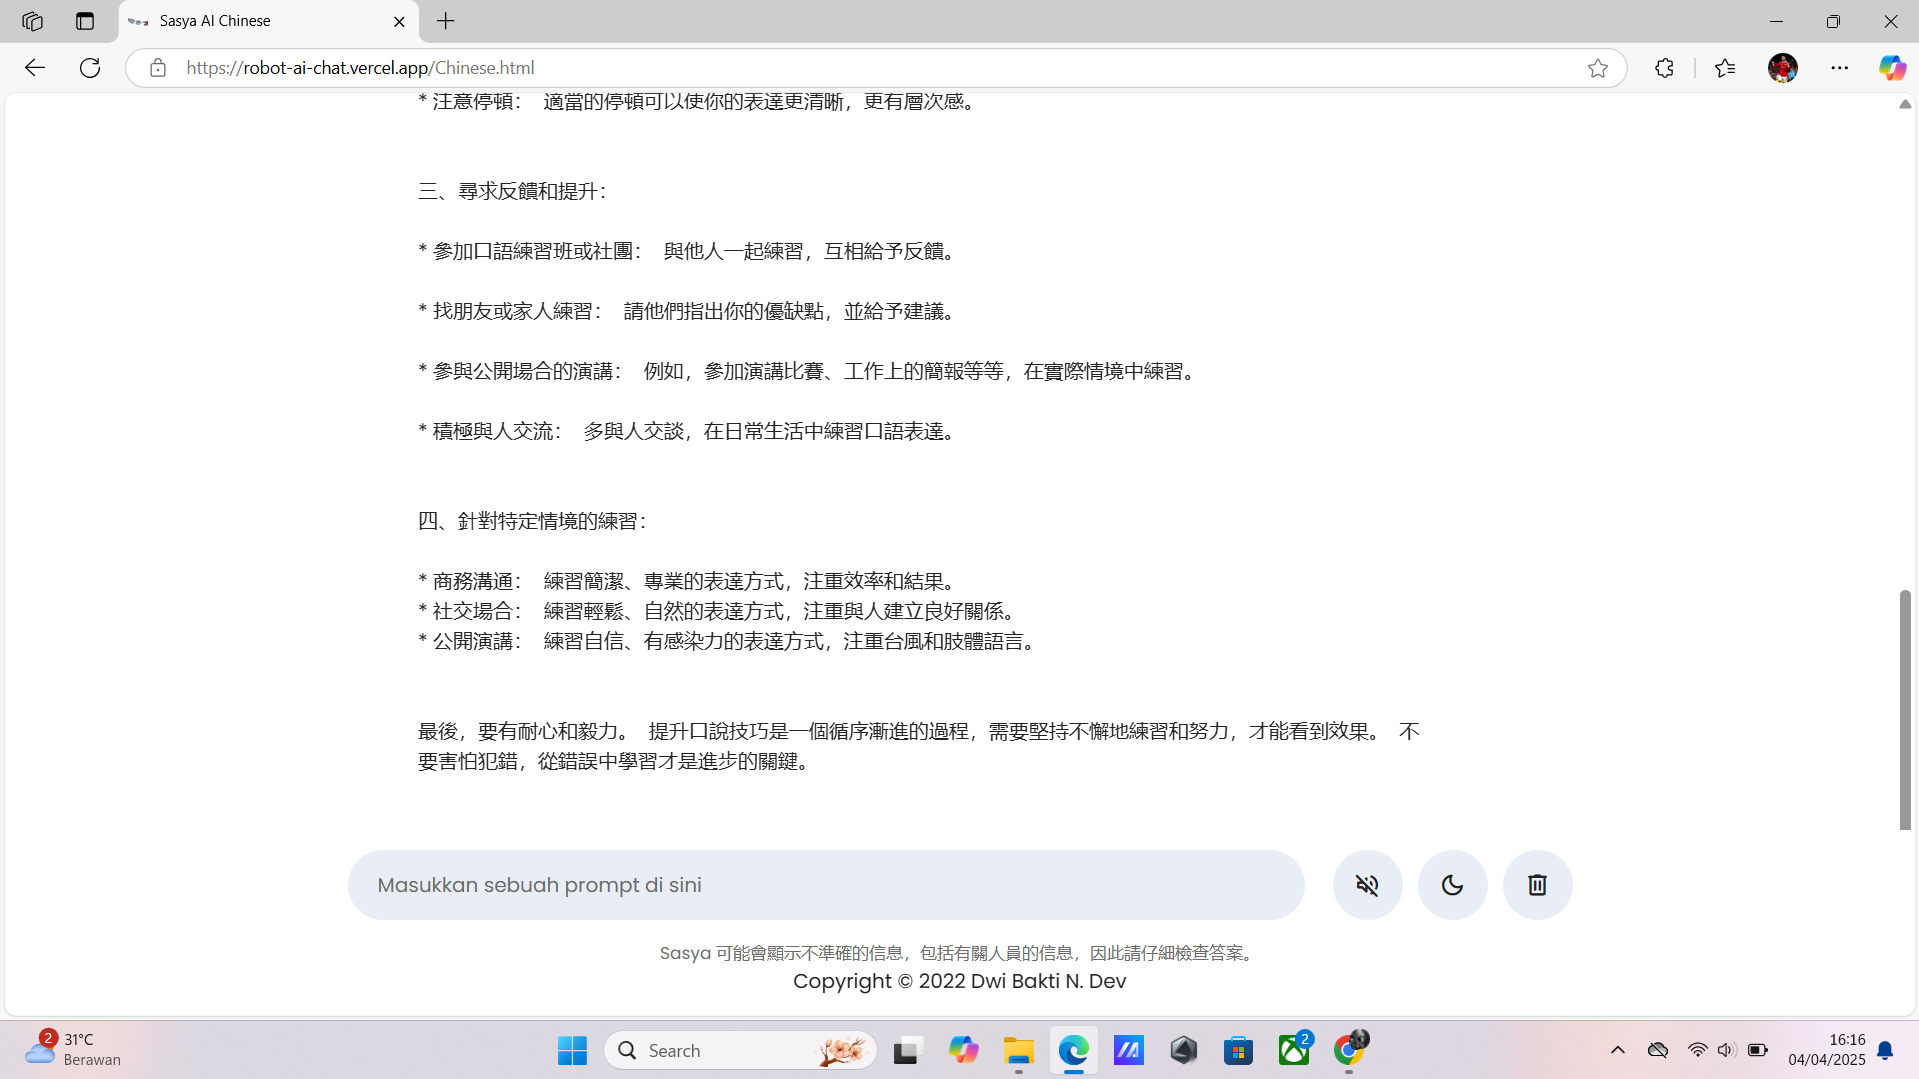 Sasya AI Chinese
https://robot-ai-chat.vercel.app/Chinese.html
* 注意停頓： 適當的停頓可以使你的表達更清晰，更有層次感。
三、尋求反饋和提升：
* 參加口語練習班或社團： 與他人一起練習，互相給予反饋。
* 找朋友或家人練習： 請他們指出你的優缺點，並給予建議。
* 參與公開場合的演講： 例如，參加演講比賽、工作上的簡報等等，在實際情境中練習。
* 積極與人交流： 多與人交談，在日常生活中練習口語表達。
四、針對特定情境的練習：
* 商務溝通： 練習簡潔、專業的表達方式，注重效率和結果。
* 社交場合： 練習輕鬆、自然的表達方式，注重與人建立良好關係。
* 公開演講： 練習自信、有感染力的表達方式，注重台風和肢體語言。
最後，要有耐心和毅力。 提升口說技巧是一個循序漸進的過程，需要堅持不懈地練習和努力，才能看到效果。 不
要害怕犯錯，從錯誤中學習才是進步的關鍵。
Masukkan sebuah prompt di sini
Sasya 可能會顯示不準確的信息，包括有關人員的信息，因此請仔細檢查答案。
Copyright © 2022 Dwi Bakti N. Dev
2
31°C
Berawan
Search
2
16:16
04/04/2025